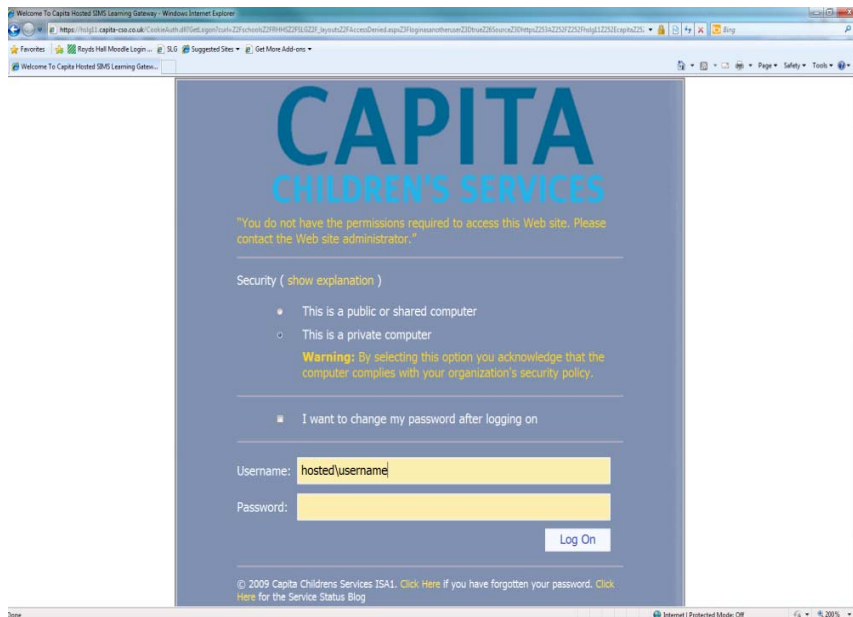 Welcome To Capita Hosted SIMS Learning Gateway - Windows Internet Explorer
Bing
Favorites Royds Hall Moodle Login ... SLG Suggested Sites Get More Add-ons
Welcome To Capita Hosted SIMS Learning Gatew...
Page Safety Tools
CAPITA
CHILDREN'S SERVICES
"You do not have the permissions required to access this Web site. Please
contact the Web site administrator."
Security ( show explanation )
This is a public or shared computer
This is a private computer
Warning: By selecting this option you acknowledge that the
computer complies with your organization's security policy.
I want to change my password after logging on
Username: hosted\username
Password:
Log On
© 2009 Capita Childrens Services ISA1. Click Here if you have forgotten your password. Click
Here for the Service Status Blog
Done Internet | Protected Mode: Off 200%